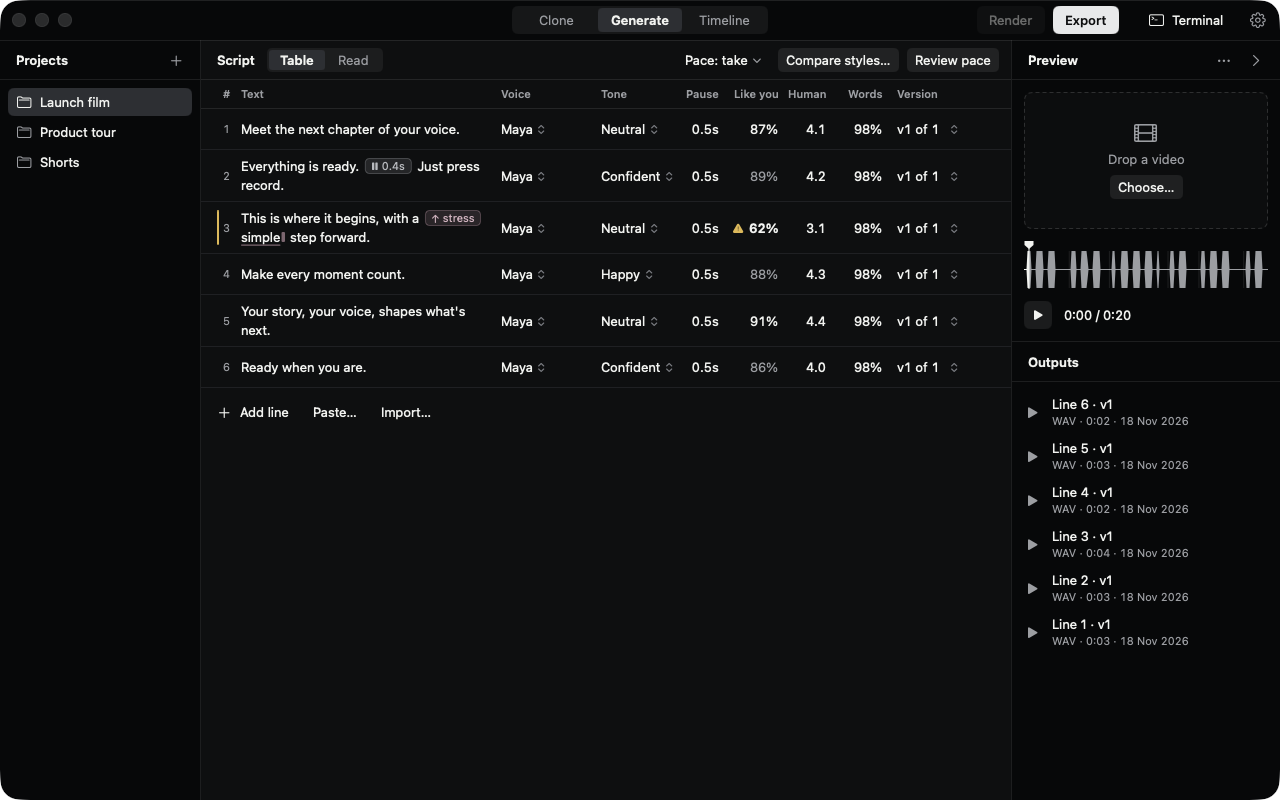 Clone Generate Timeline Render Export Terminal
Projects
Launch film
Product tour
Shorts
Script Table Read Pace: take Compare styles... Review pace
# Text Voice Tone Pause Like you Human Words Version
1 Meet the next chapter of your voice. Maya Neutral 0.5s 87% 4.1 98% v1 of 1
2 Everything is ready. 0.4s Just press
record. Maya Confident 0.5s 89% 4.2 98% v1 of 1
3 This is where it begins, with a ↑ stress
simple step forward. Maya Neutral 0.5s 62% 3.1 98% v1 of 1
4 Make every moment count. Maya Happy 0.5s 88% 4.3 98% v1 of 1
5 Your story, your voice, shapes what's
next. Maya Neutral 0.5s 91% 4.4 98% v1 of 1
6 Ready when you are. Maya Confident 0.5s 86% 4.0 98% v1 of 1
+ Add line Paste... Import...
Preview
Drop a video
Choose...
0:00 / 0:20
Outputs
Line 6 · v1
WAV · 0:02 · 18 Nov 2026
Line 5 · v1
WAV · 0:03 · 18 Nov 2026
Line 4 · v1
WAV · 0:02 · 18 Nov 2026
Line 3 · v1
WAV · 0:04 · 18 Nov 2026
Line 2 · v1
WAV · 0:03 · 18 Nov 2026
Line 1 · v1
WAV · 0:03 · 18 Nov 2026